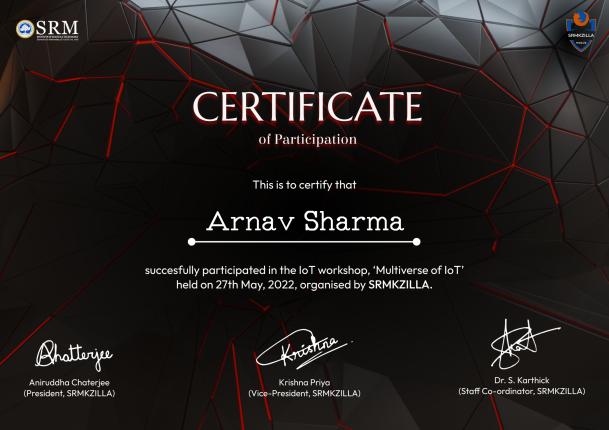 SRM
SRMKZILLA
CERTIFICATE
of Participation
This is to certify that
Arnav Sharma
succesfully participated in the IoT workshop, ‘Multiverse of IoT’
held on 27th May, 2022, organised by SRMKZILLA.
Bhatterjee
Krishna
Aniruddha Chaterjee
(President, SRMKZILLA)
Krishna Priya
(Vice-President, SRMKZILLA)
Dr. S. Karthick
(Staff Co-ordinator, SRMKZILLA)